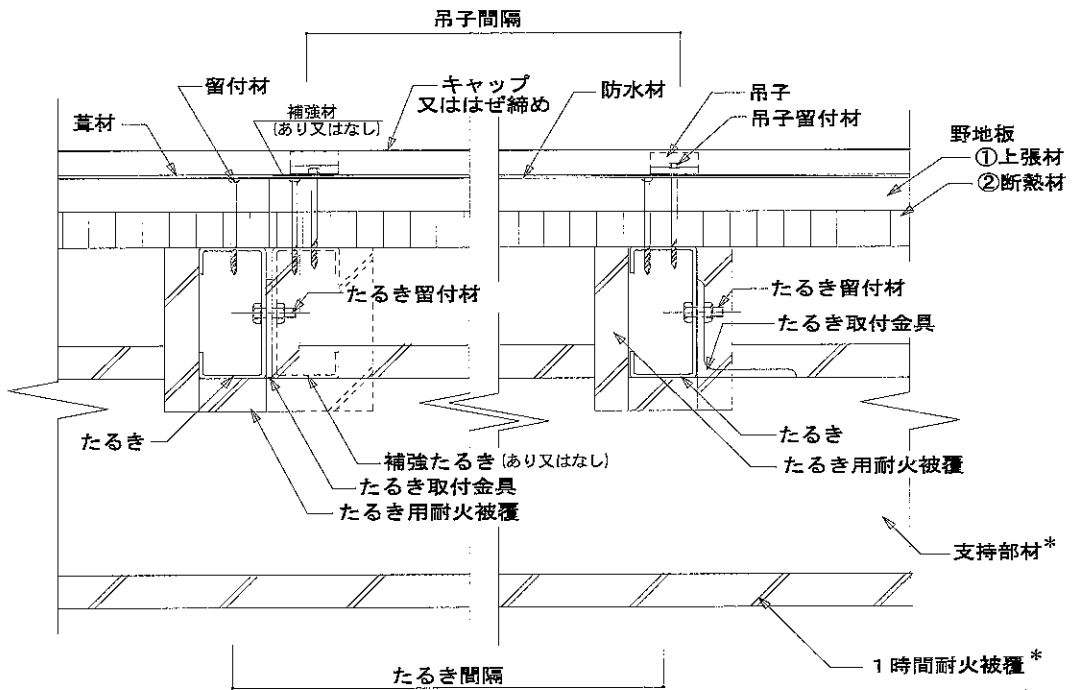 吊子間隔
留付材
補強材
(あり又はなし)
キャップ
又ははぜ締め
防水材
吊子
吊子留付材
葺材
野地板
①上張材
②断熱材
たるき留付材
たるき留付材
たるき取付金具
たるき
補強たるき(あり又はなし)
たるき取付金具
たるき用耐火被覆
たるき
たるき用耐火被覆
支持部材*
1時間耐火被覆*
たるき間隔